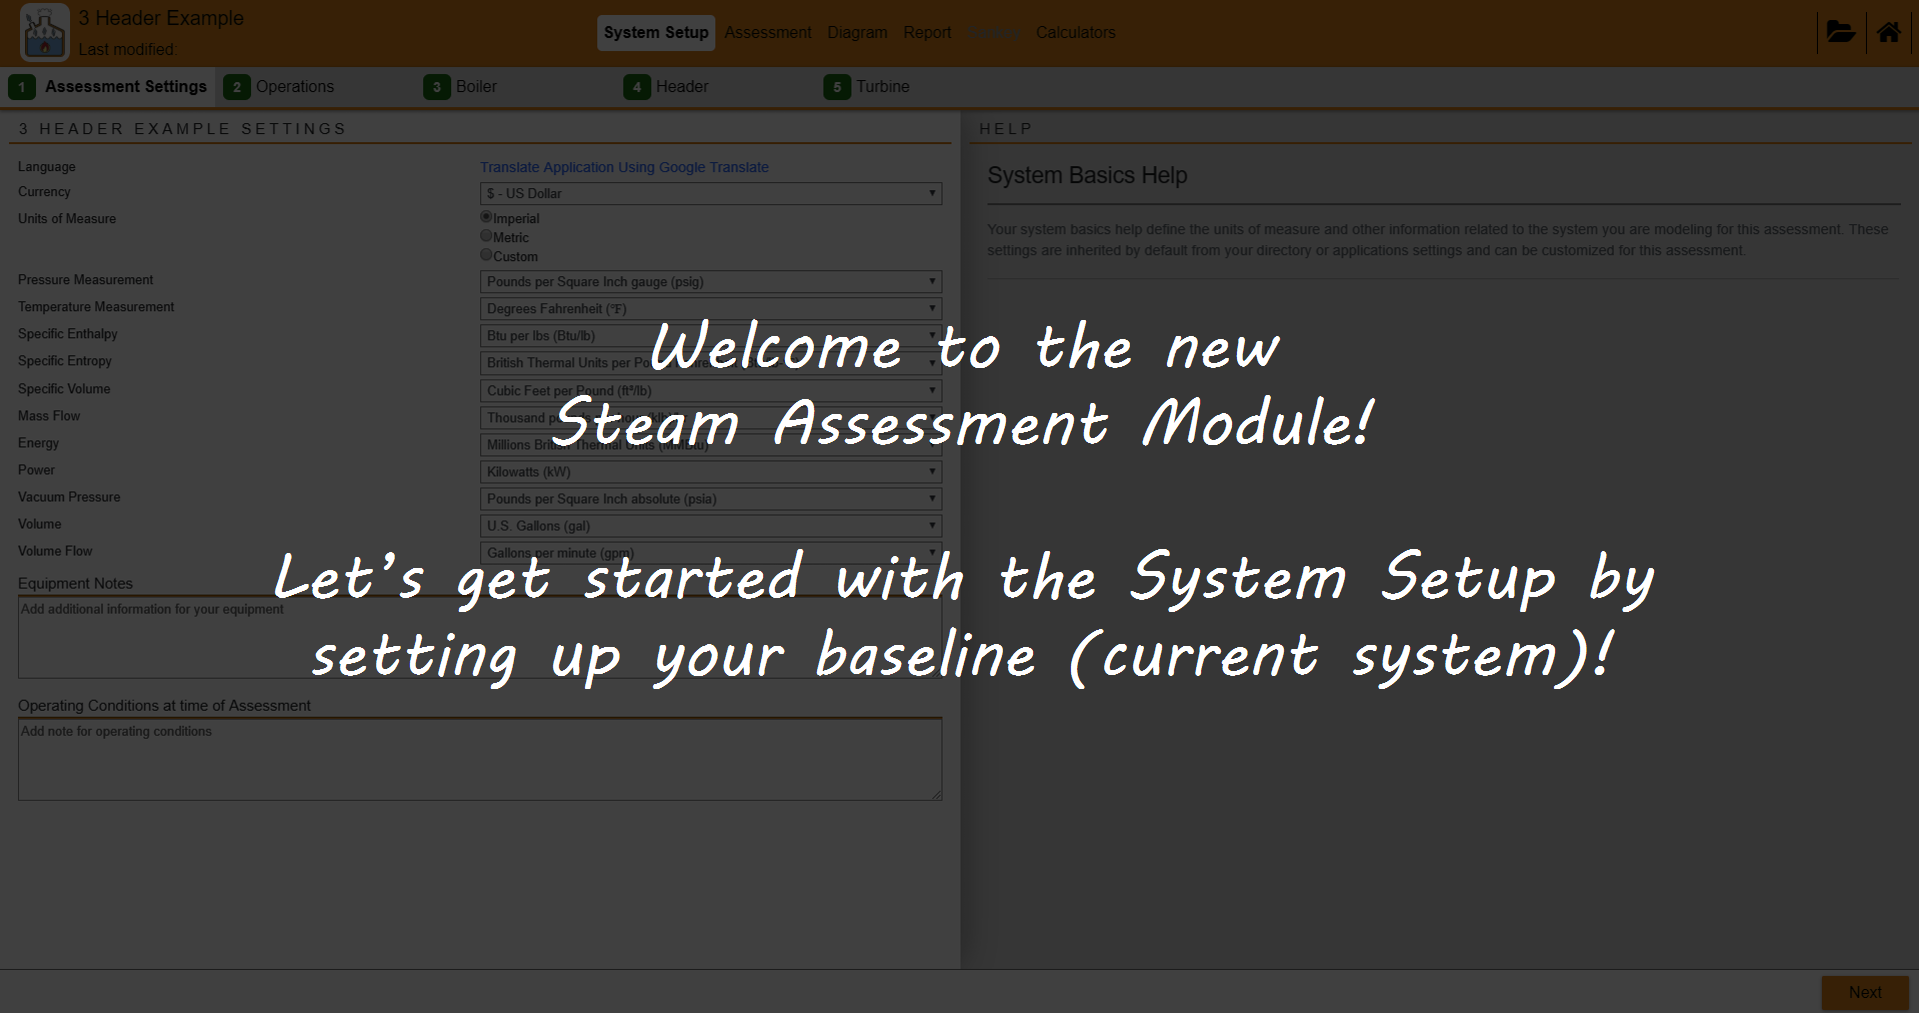 3 Header Example
Last modified:
System Setup Assessment Diagram Report Calculators
1 Assessment Settings 2 Operations 3 Boiler 4 Header 5 Turbine
3 HEADER EXAMPLE SETTINGS
Language Translate Application Using Google Translate
Currency $ - US Dollar
Units of Measure Imperial
Metric
Custom
Pressure Measurement Pounds per Square Inch gauge (psig)
Temperature Measurement Degrees Fahrenheit (°F)
Specific Enthalpy Btu per lbs (Btu/lb)
Specific Entropy British Thermal Units per
Specific Volume Cubic Feet per Pound (ft³/lb)
Mass Flow Thousand
Energy Millions British Thermal Units (MMBtu)
Power Kilowatts (kW)
Vacuum Pressure Pounds per Square Inch absolute (psia)
Volume U.S. Gallons (gal)
Volume Flow Gallons per minute (gpm)
Equipment Notes
Add additional information for your equipment
Operating Conditions at time of Assessment
Add note for operating conditions
HELP
System Basics Help
Your system basics help define the units of measure and other information related to the system you are modeling for this assessment. These
settings are inherited by default from your directory or applications settings and can be customized for this assessment.
Welcome to the new
Steam Assessment Module!
Let's get started with the System Setup by
setting up your baseline (current system)!
Next